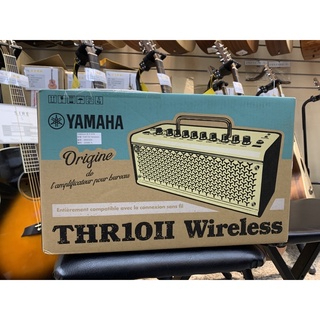 YAMAHA
Origine
de
l'amplificateur pour bureau
Entièrement compatible avec la connexion sans fil
THR10II Wireless